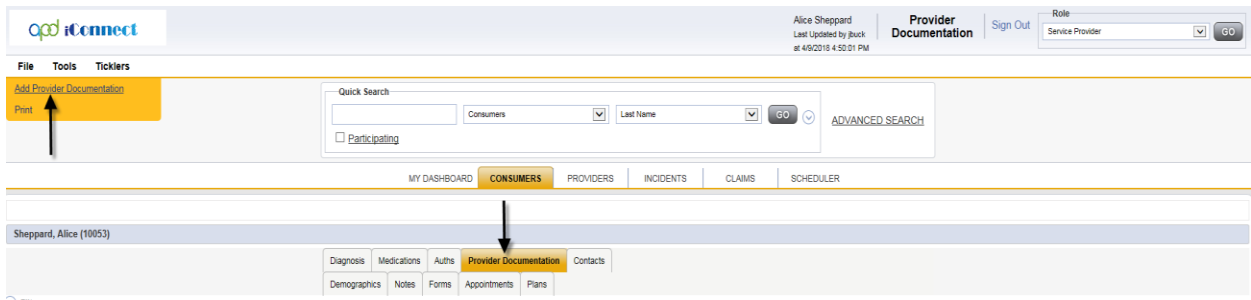 apd iConnect
Alice Sheppard
Last Updated by jbuck
at 4/9/2018 4:50:01 PM
Provider
Documentation
Sign Out
Role
Service Provider
GO
File Tools Ticklers
Add Provider Documentation
Print
Quick Search
Consumers Last Name GO
ADVANCED SEARCH
Participating
MY DASHBOARD CONSUMERS PROVIDERS INCIDENTS CLAIMS SCHEDULER
Sheppard, Alice (10053)
Diagnosis Medications Auths Provider Documentation Contacts
Demographics Notes Forms Appointments Plans